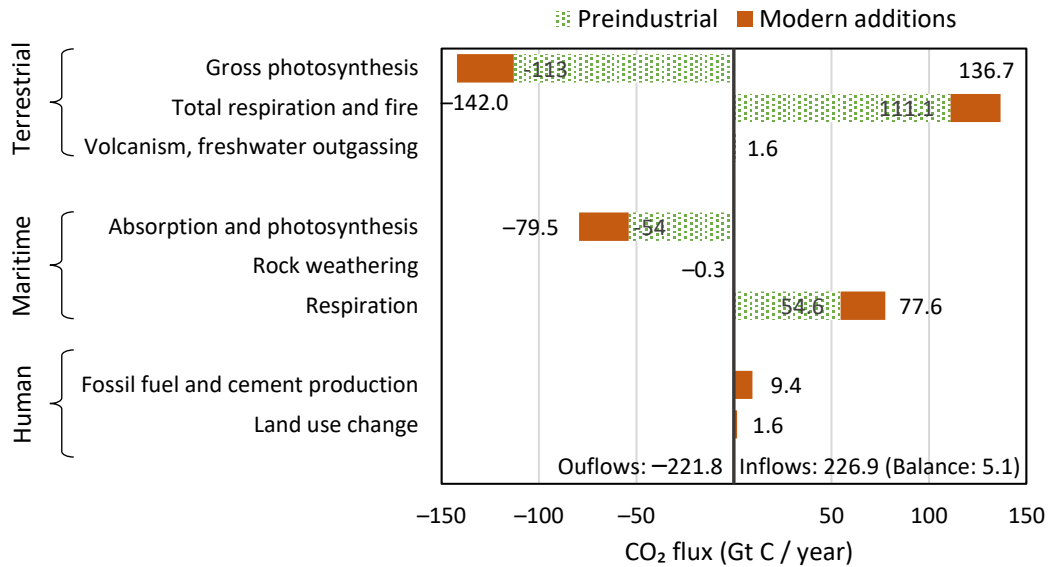 Preindustrial Modern additions
Terrestrial
Gross photosynthesis
-113
−142.0
136.7
Total respiration and fire
111.1
Volcanism, freshwater outgassing
1.6
Maritime
Absorption and photosynthesis
−79.5
-54
Rock weathering
−0.3
Respiration
54.6
77.6
Human
Fossil fuel and cement production
9.4
Land use change
1.6
Outflows: −221.8
Inflows: 226.9 (Balance: 5.1)
−150 −100 −50 50 100 150
CO₂ flux (Gt C / year)